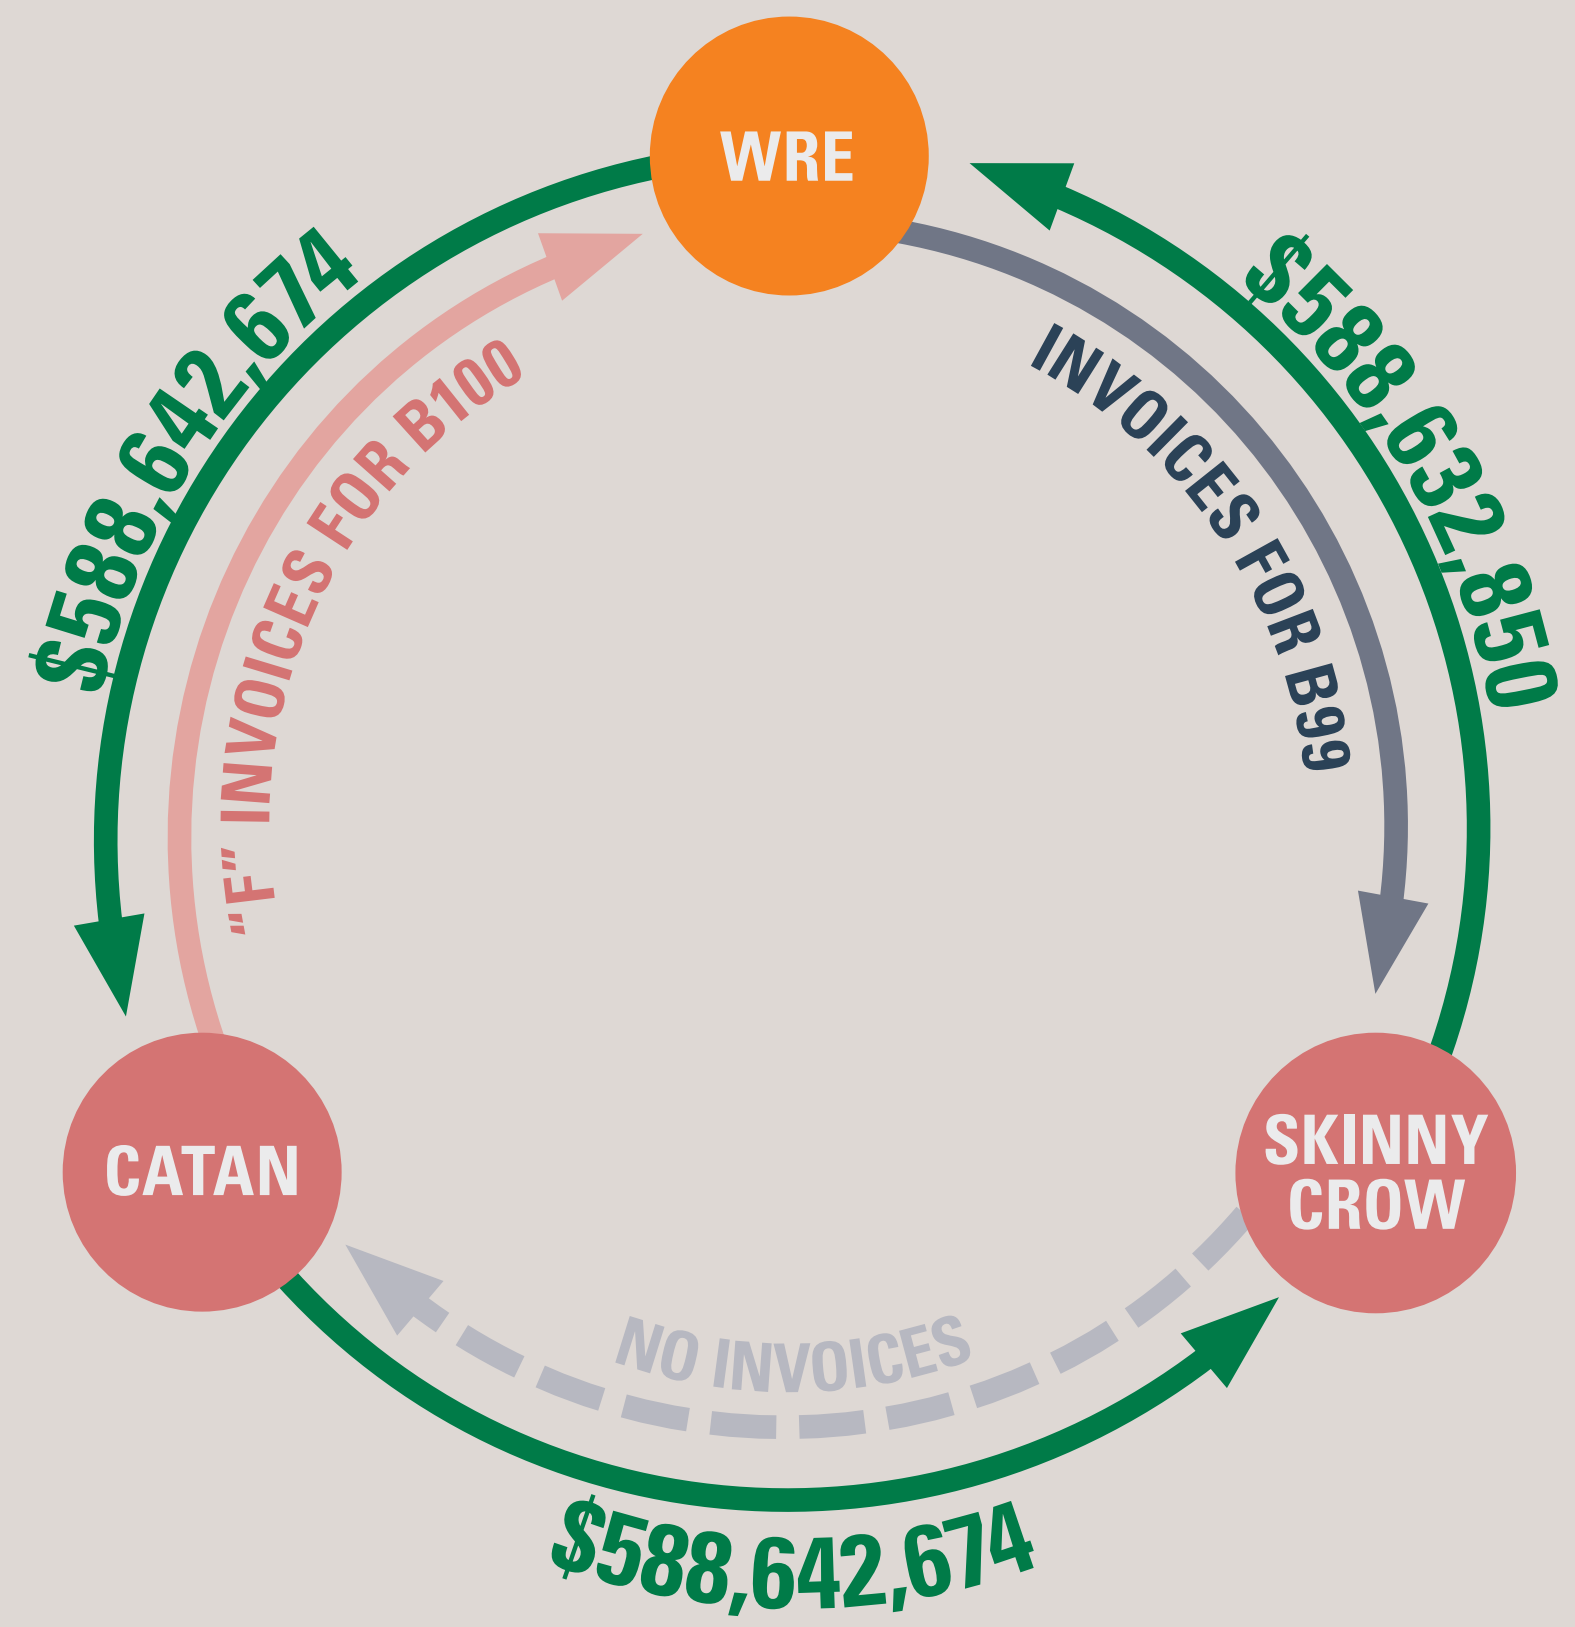 WRE
$588,642,674
"F" INVOICES FOR B100
INVOICES FOR B99
$588,632,850
CATAN
SKINNY
CROW
NO INVOICES
$588,642,674